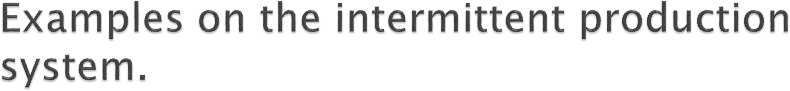 Examples on the intermittent production
system.